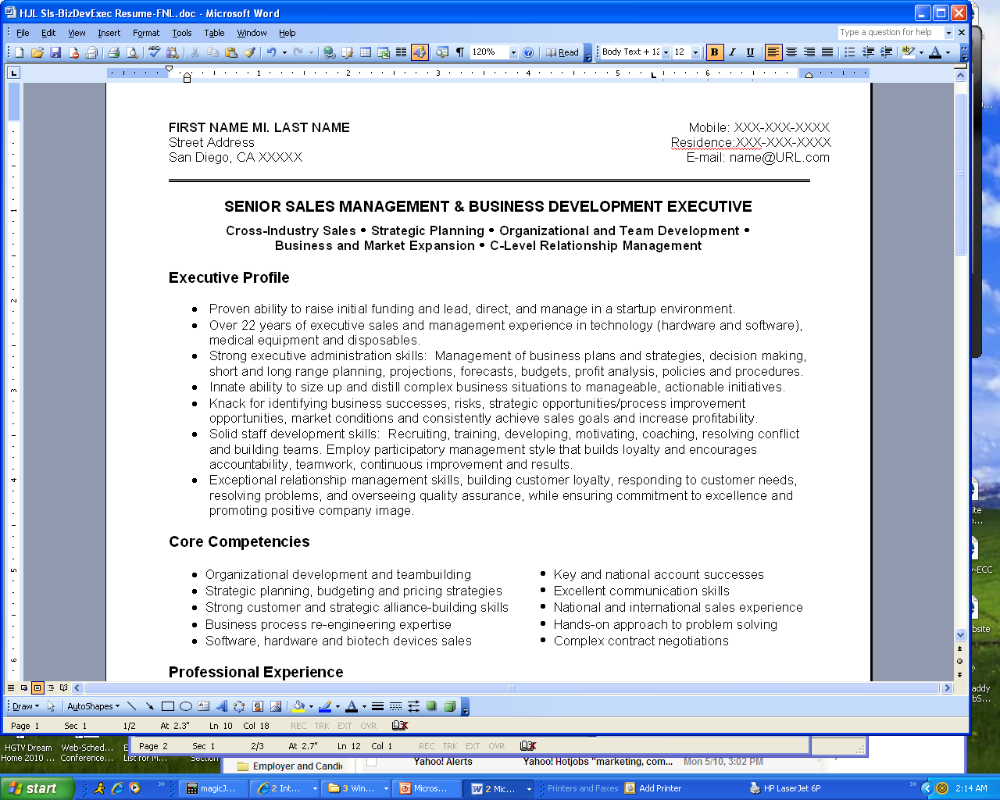 HJL Sls-BizDevExec Resume-FNL.doc - Microsoft Word
File Edit View Insert Format Tools Table Window Help
Type a question for help
120% Read Body Text + 12 12 B I U
1 2 3 4 5 6
FIRST NAME MI. LAST NAME
Mobile: XXX-XXX-XXXX
Street Address
Residence:XXX-XXX-XXXX
San Diego, CA XXXXX
E-mail: name@URL.com
SENIOR SALES MANAGEMENT & BUSINESS DEVELOPMENT EXECUTIVE
Cross-Industry Sales • Strategic Planning • Organizational and Team Development •
Business and Market Expansion • C-Level Relationship Management
Executive Profile
• Proven ability to raise initial funding and lead, direct, and manage in a startup environment.
• Over 22 years of executive sales and management experience in technology (hardware and software),
medical equipment and disposables.
• Strong executive administration skills:  Management of business plans and strategies, decision making,
short and long range planning, projections, forecasts, budgets, profit analysis, policies and procedures.
• Innate ability to size up and distill complex business situations to manageable, actionable initiatives.
• Knack for identifying business successes, risks, strategic opportunities/process improvement
opportunities, market conditions and consistently achieve sales goals and increase profitability.
• Solid staff development skills:  Recruiting, training, developing, motivating, coaching, resolving conflict
and building teams. Employ participatory management style that builds loyalty and encourages
accountability, teamwork, continuous improvement and results.
• Exceptional relationship management skills, building customer loyalty, responding to customer needs,
resolving problems, and overseeing quality assurance, while ensuring commitment to excellence and
promoting positive company image.
Core Competencies
• Organizational development and teambuilding
• Strategic planning, budgeting and pricing strategies
• Strong customer and strategic alliance-building skills
• Business process re-engineering expertise
• Software, hardware and biotech devices sales
• Key and national account successes
• Excellent communication skills
• National and international sales experience
• Hands-on approach to problem solving
• Complex contract negotiations
Professional Experience
Draw AutoShapes
Page 1 Sec 1 1/2 At 2.3" Ln 10 Col 18 REC TRK EXT OVR
Page 2 Sec 1 2/3 At 2.7" Ln 12 Col 1 REC TRK EXT OVR
HGTV Dream
Home 2010 ...
Web-Sched...
Conference...
List for M...
Section
Employer and Candi
Yahoo! Alerts
Yahoo! Hotjobs "marketing, com...
Mon 5/10, 3:02 PM
start
magicJ...
2 Int...
3 Win...
Micros...
2 Mic...
Printers and Faxes
Add Printer
HP LaserJet 6P
2:14 AM